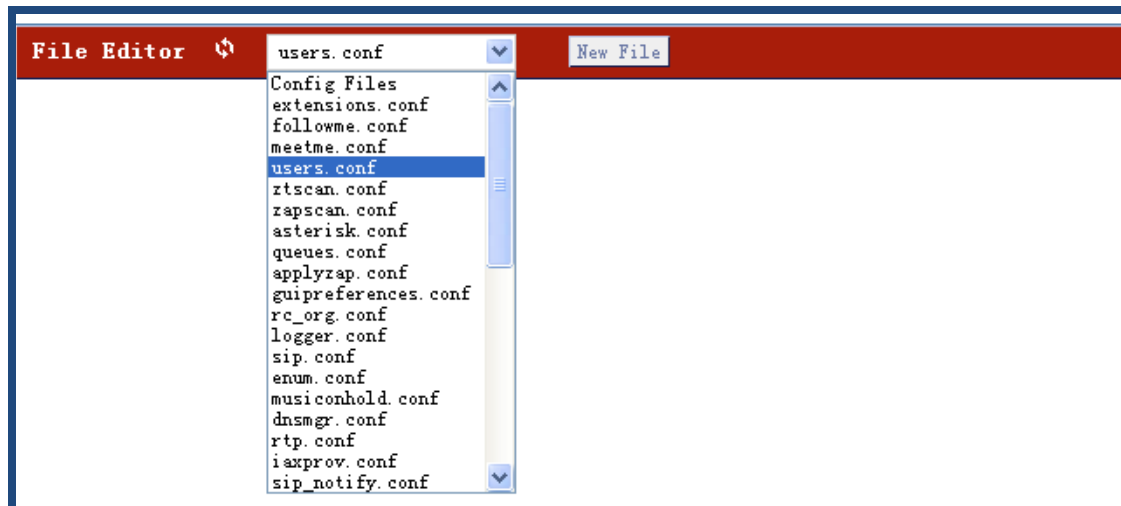 File Editor users.conf New File
Config Files
extensions.conf
followme.conf
meetme.conf
users.conf
ztscan.conf
zapscan.conf
asterisk.conf
queues.conf
applyzap.conf
guipreferences.conf
rc_org.conf
logger.conf
sip.conf
enum.conf
musiconhold.conf
dnsmgr.conf
rtp.conf
iaxprov.conf
sip_notify.conf